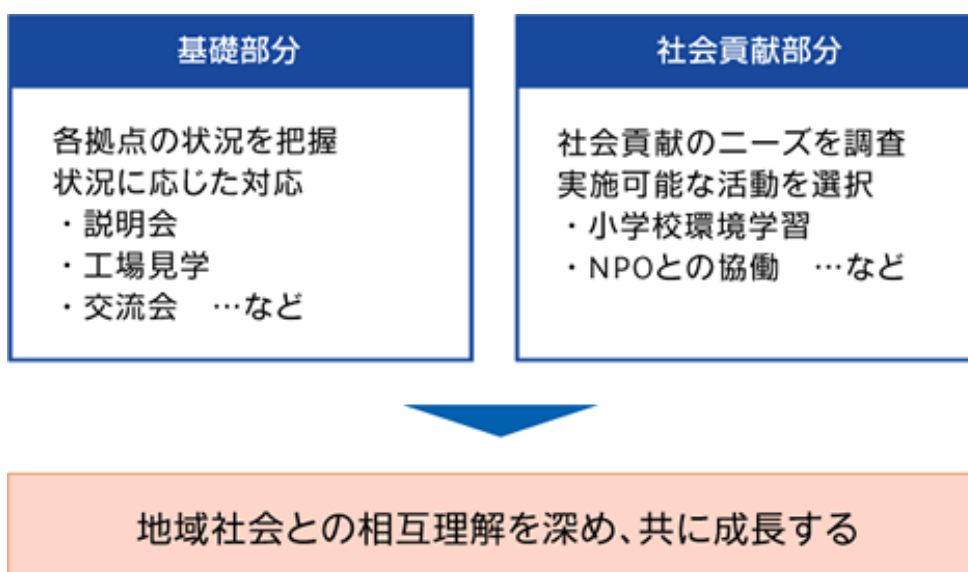 基礎部分
各拠点の状況を把握
状況に応じた対応
・説明会
・工場見学
・交流会　…など
社会貢献部分
社会貢献のニーズを調査
実施可能な活動を選択
・小学校環境学習
・NPOとの協働　…など
地域社会との相互理解を深め、共に成長する